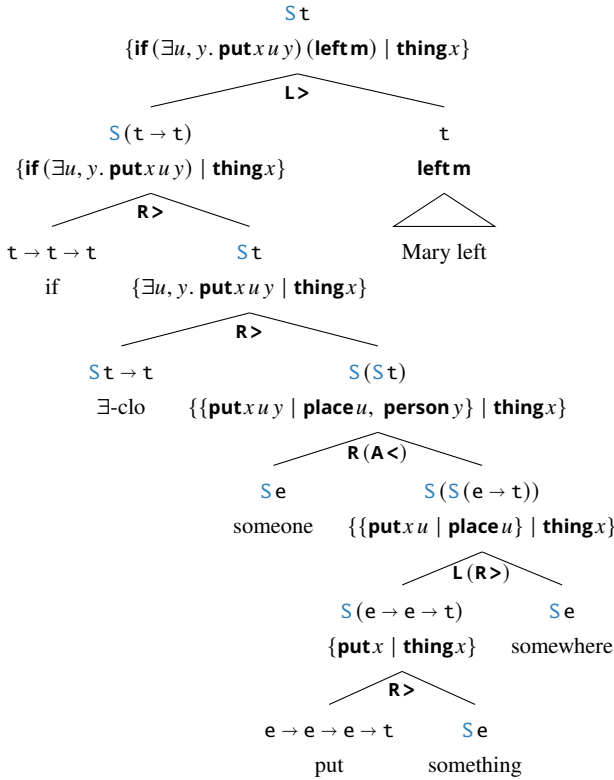 S t
{if (∃u, y. put x u y) (left m) | thing x}
L >
S (t → t) t
{if (∃u, y. put x u y) | thing x} left m
R >
t → t → t S t Mary left
if {∃u, y. put x u y | thing x}
R >
S t → t S (S t)
∃-clo {{put x u y | place u, person y} | thing x}
R (A <)
S e S (S (e → t))
someone {{put x u | place u} | thing x}
L (R >)
S (e → e → t) S e
{put x | thing x} somewhere
R >
e → e → e → t S e
put something